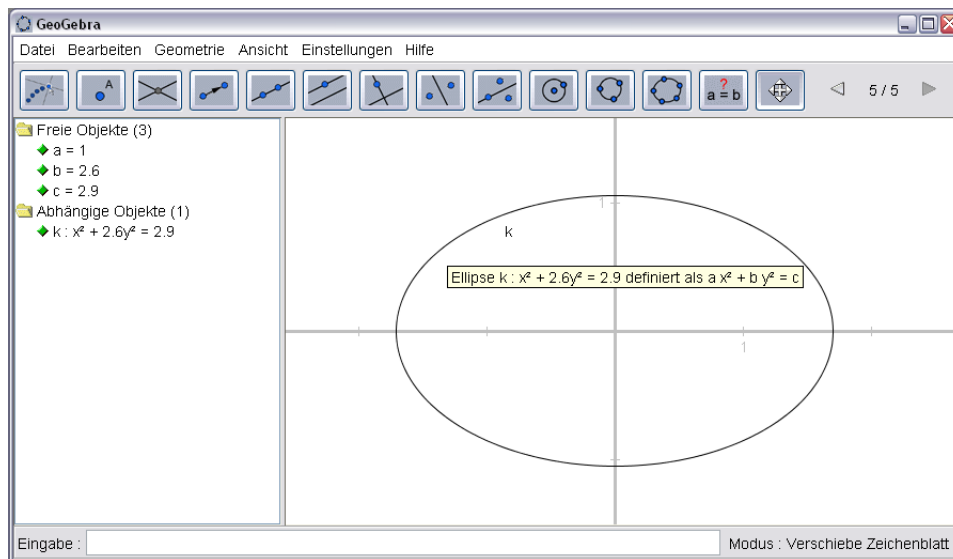 GeoGebra
Datei Bearbeiten Geometrie Ansicht Einstellungen Hilfe
A
?
a = b
5 / 5
Freie Objekte (3)
a = 1
b = 2.6
c = 2.9
Abhängige Objekte (1)
k : x² + 2.6y² = 2.9
1
k
Ellipse k : x² + 2.6y² = 2.9 definiert als a x² + b y² = c
1
Eingabe :
Modus : Verschiebe Zeichenblatt